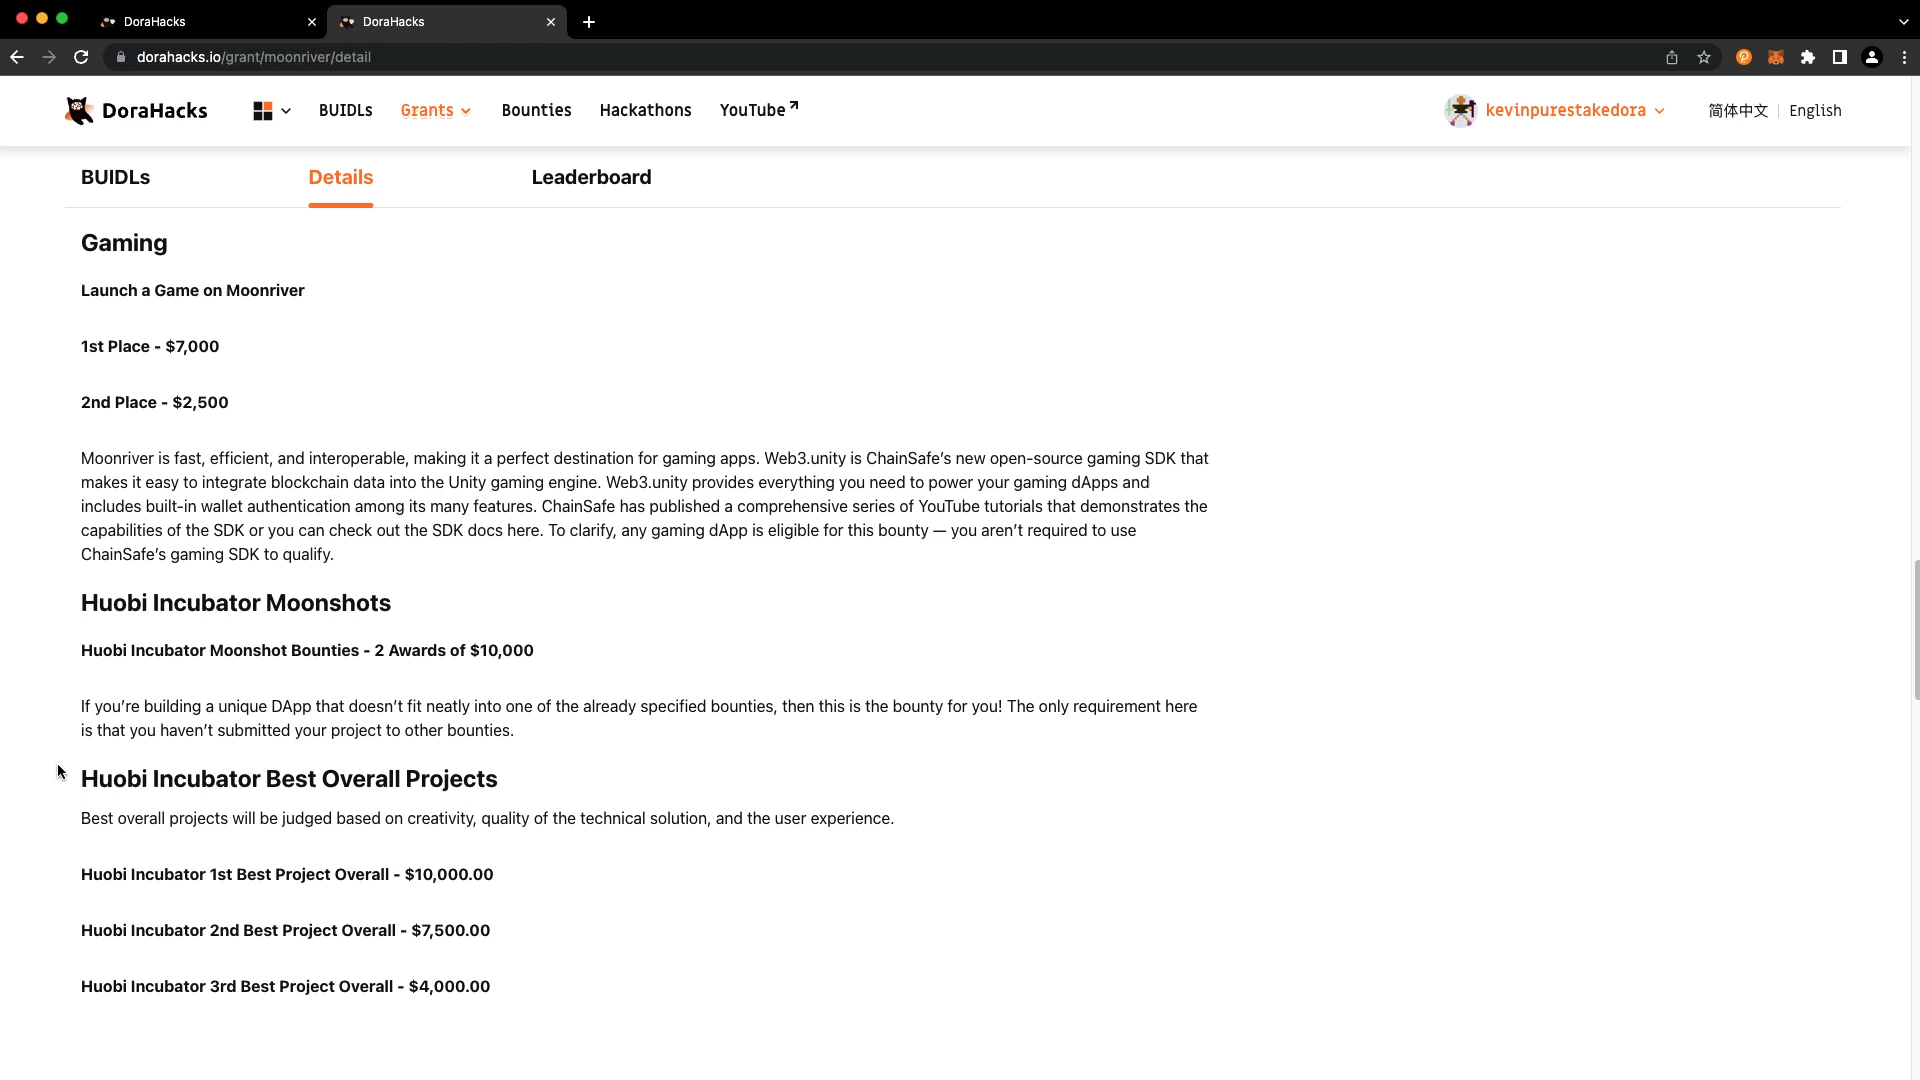 DoraHacks
DoraHacks
dorahacks.io/grant/moonriver/detail
DoraHacks
BUIDLs
Grants
Bounties
Hackathons
YouTube
kevinpurestakedora
简体中文 | English
BUIDLs
Details
Leaderboard
Gaming
Launch a Game on Moonriver
1st Place - $7,000
2nd Place - $2,500
Moonriver is fast, efficient, and interoperable, making it a perfect destination for gaming apps. Web3.unity is ChainSafe’s new open-source gaming SDK that
makes it easy to integrate blockchain data into the Unity gaming engine. Web3.unity provides everything you need to power your gaming dApps and
includes built-in wallet authentication among its many features. ChainSafe has published a comprehensive series of YouTube tutorials that demonstrates the
capabilities of the SDK or you can check out the SDK docs here. To clarify, any gaming dApp is eligible for this bounty — you aren’t required to use
ChainSafe’s gaming SDK to qualify.
Huobi Incubator Moonshots
Huobi Incubator Moonshot Bounties - 2 Awards of $10,000
If you’re building a unique DApp that doesn’t fit neatly into one of the already specified bounties, then this is the bounty for you! The only requirement here
is that you haven’t submitted your project to other bounties.
Huobi Incubator Best Overall Projects
Best overall projects will be judged based on creativity, quality of the technical solution, and the user experience.
Huobi Incubator 1st Best Project Overall - $10,000.00
Huobi Incubator 2nd Best Project Overall - $7,500.00
Huobi Incubator 3rd Best Project Overall - $4,000.00